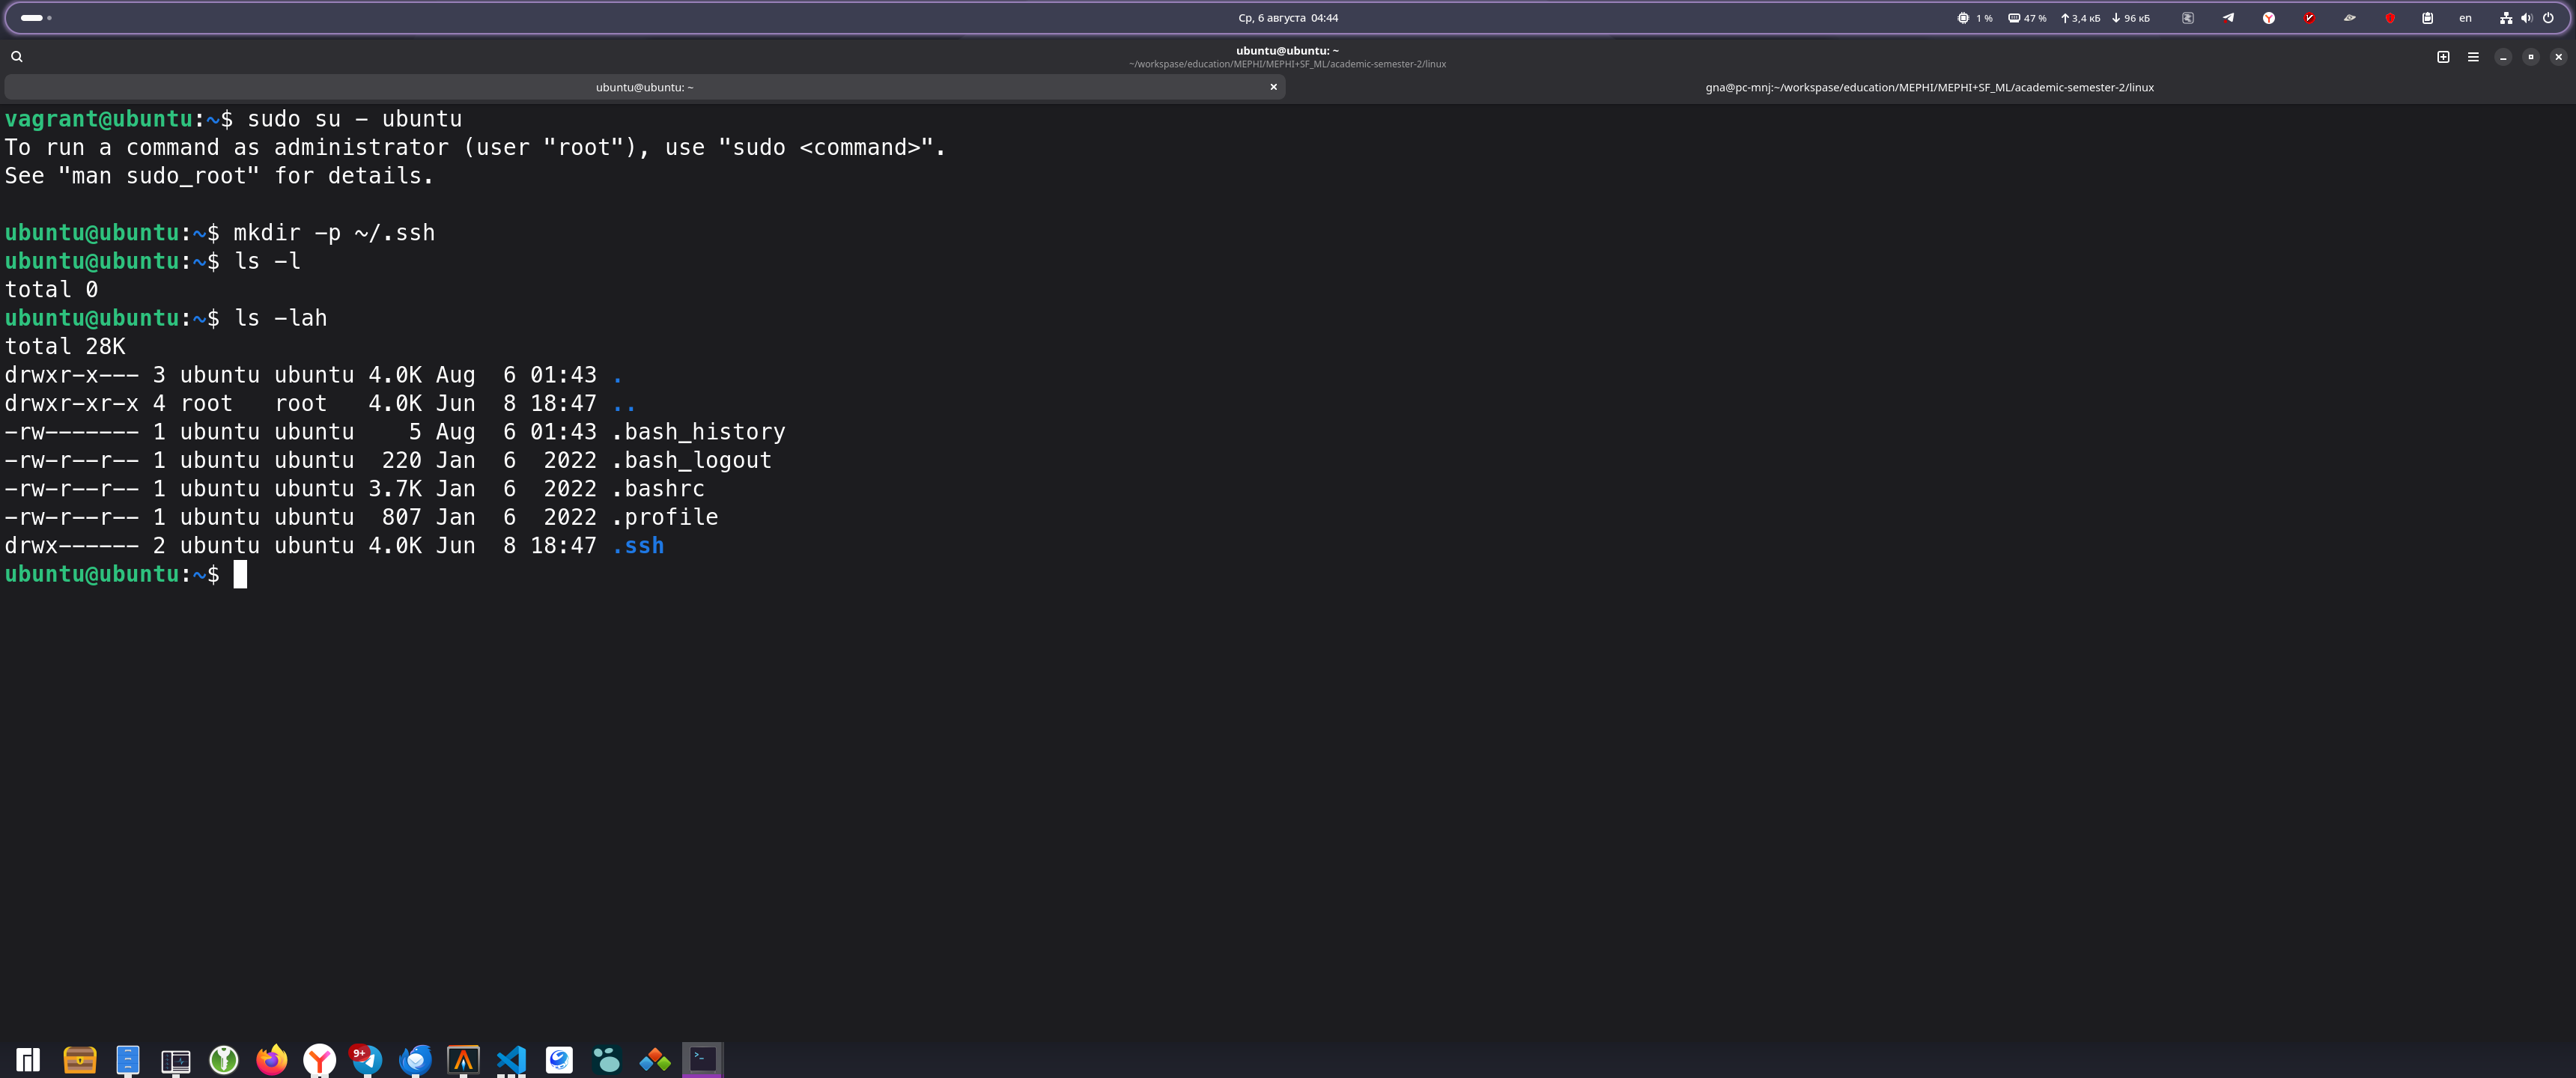 Ср, 6 августа 04:44
1 % 47 % 3,4 кБ 96 кБ en
ubuntu@ubuntu: ~
~/workspase/education/MEPHI/MEPHI+SF_ML/academic-semester-2/linux
ubuntu@ubuntu: ~
gna@pc-mnj:~/workspase/education/MEPHI/MEPHI+SF_ML/academic-semester-2/linux
vagrant@ubuntu:~$ sudo su - ubuntu
To run a command as administrator (user "root"), use "sudo <command>".
See "man sudo_root" for details.
ubuntu@ubuntu:~$ mkdir -p ~/.ssh
ubuntu@ubuntu:~$ ls -l
total 0
ubuntu@ubuntu:~$ ls -lah
total 28K
drwxr-x--- 3 ubuntu ubuntu 4.0K Aug  6 01:43 .
drwxr-xr-x 4 root   root   4.0K Jun  8 18:47 ..
-rw------- 1 ubuntu ubuntu    5 Aug  6 01:43 .bash_history
-rw-r--r-- 1 ubuntu ubuntu  220 Jan  6  2022 .bash_logout
-rw-r--r-- 1 ubuntu ubuntu 3.7K Jan  6  2022 .bashrc
-rw-r--r-- 1 ubuntu ubuntu  807 Jan  6  2022 .profile
drwx------ 2 ubuntu ubuntu 4.0K Jun  8 18:47 .ssh
ubuntu@ubuntu:~$
9+